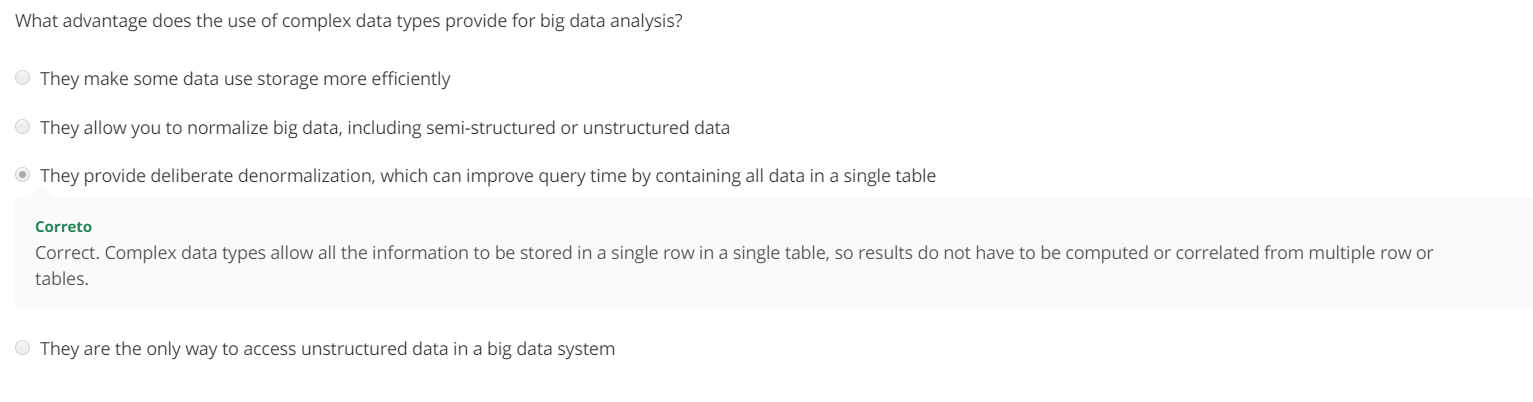 What advantage does the use of complex data types provide for big data analysis?
They make some data use storage more efficiently
They allow you to normalize big data, including semi-structured or unstructured data
They provide deliberate denormalization, which can improve query time by containing all data in a single table
Correto
Correct. Complex data types allow all the information to be stored in a single row in a single table, so results do not have to be computed or correlated from multiple row or
tables.
They are the only way to access unstructured data in a big data system